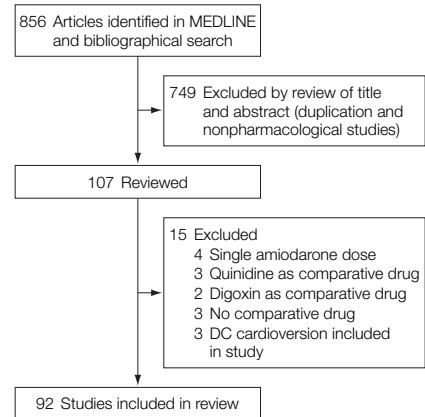 856 Articles identified in MEDLINE
and bibliographical search
749 Excluded by review of title
and abstract (duplication and
nonpharmacological studies)
107 Reviewed
15 Excluded
4 Single amiodarone dose
3 Quinidine as comparative drug
2 Digoxin as comparative drug
3 No comparative drug
3 DC cardioversion included
in study
92 Studies included in review